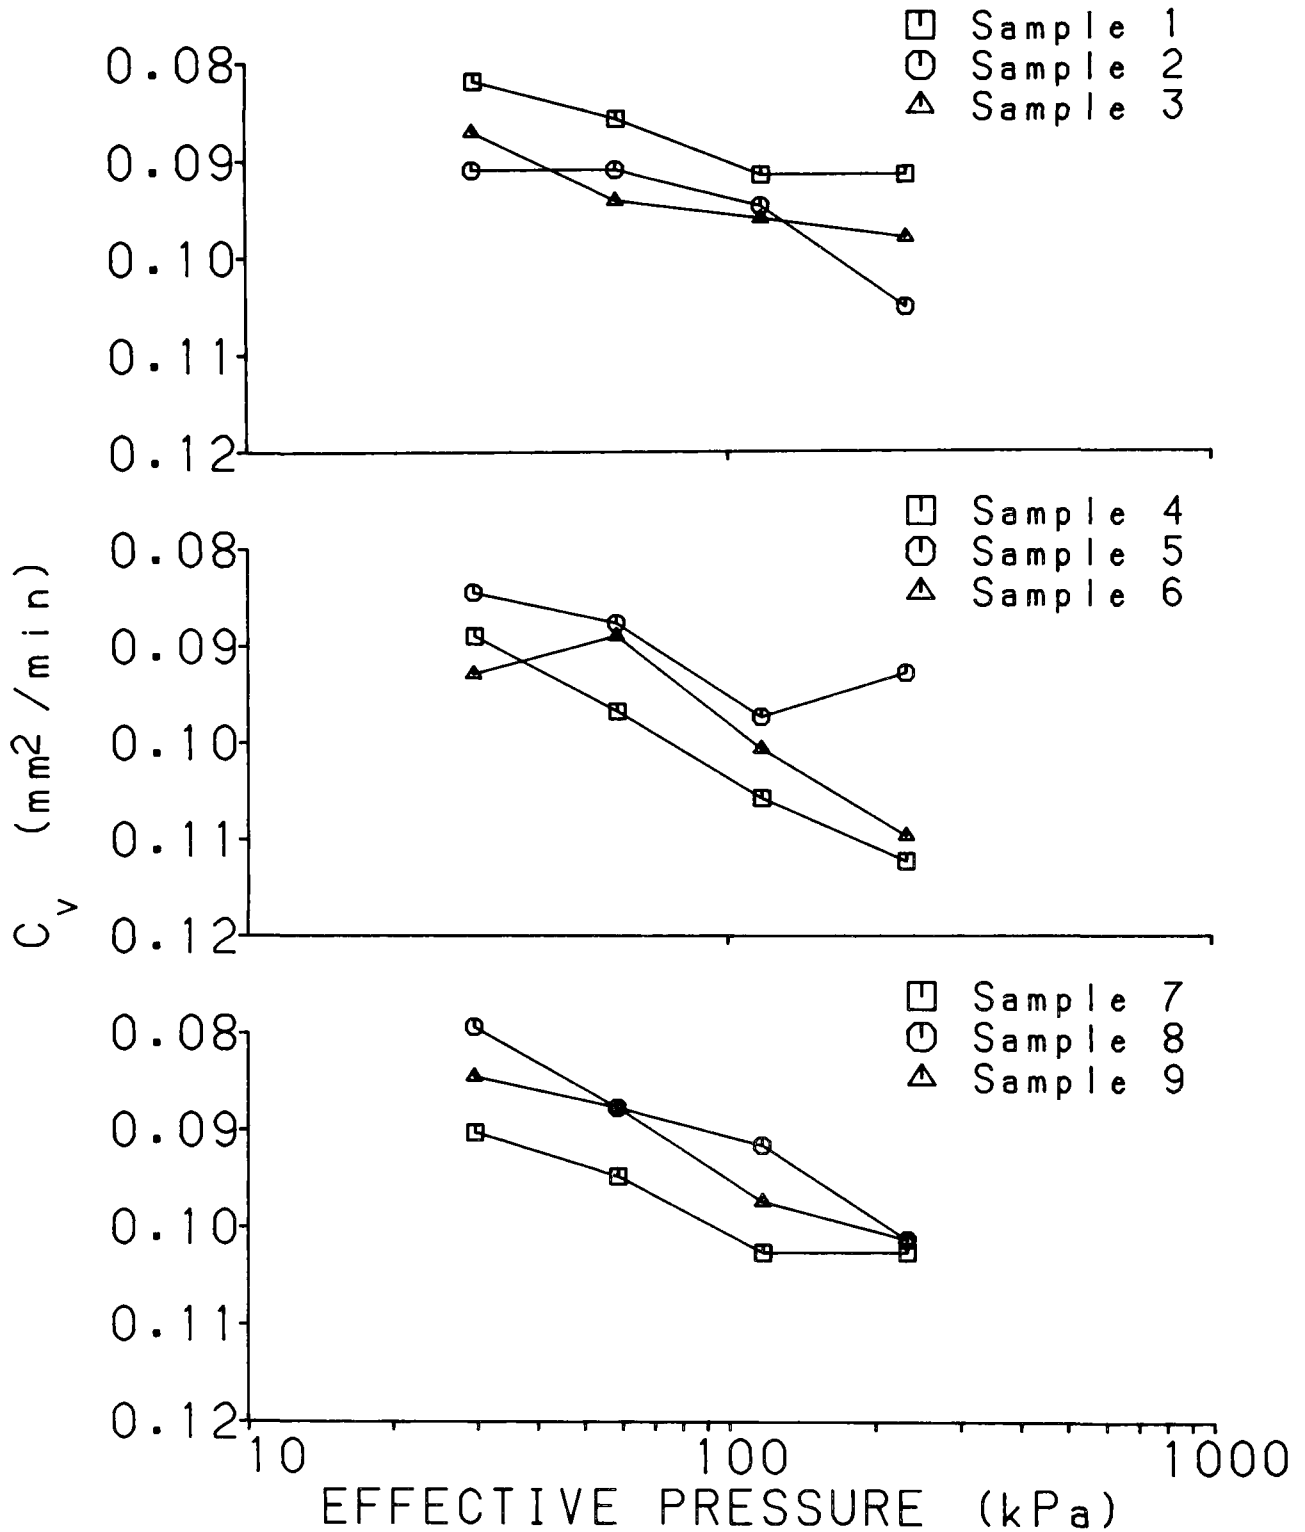 Sample 1
Sample 2
Sample 3
0.08
0.09
0.10
0.11
0.12
Sample 4
Sample 5
Sample 6
0.08
0.09
0.10
0.11
0.12
Cv (mm2/min)
Sample 7
Sample 8
Sample 9
0.08
0.09
0.10
0.11
0.12
10 100 1000
EFFECTIVE PRESSURE (kPa)